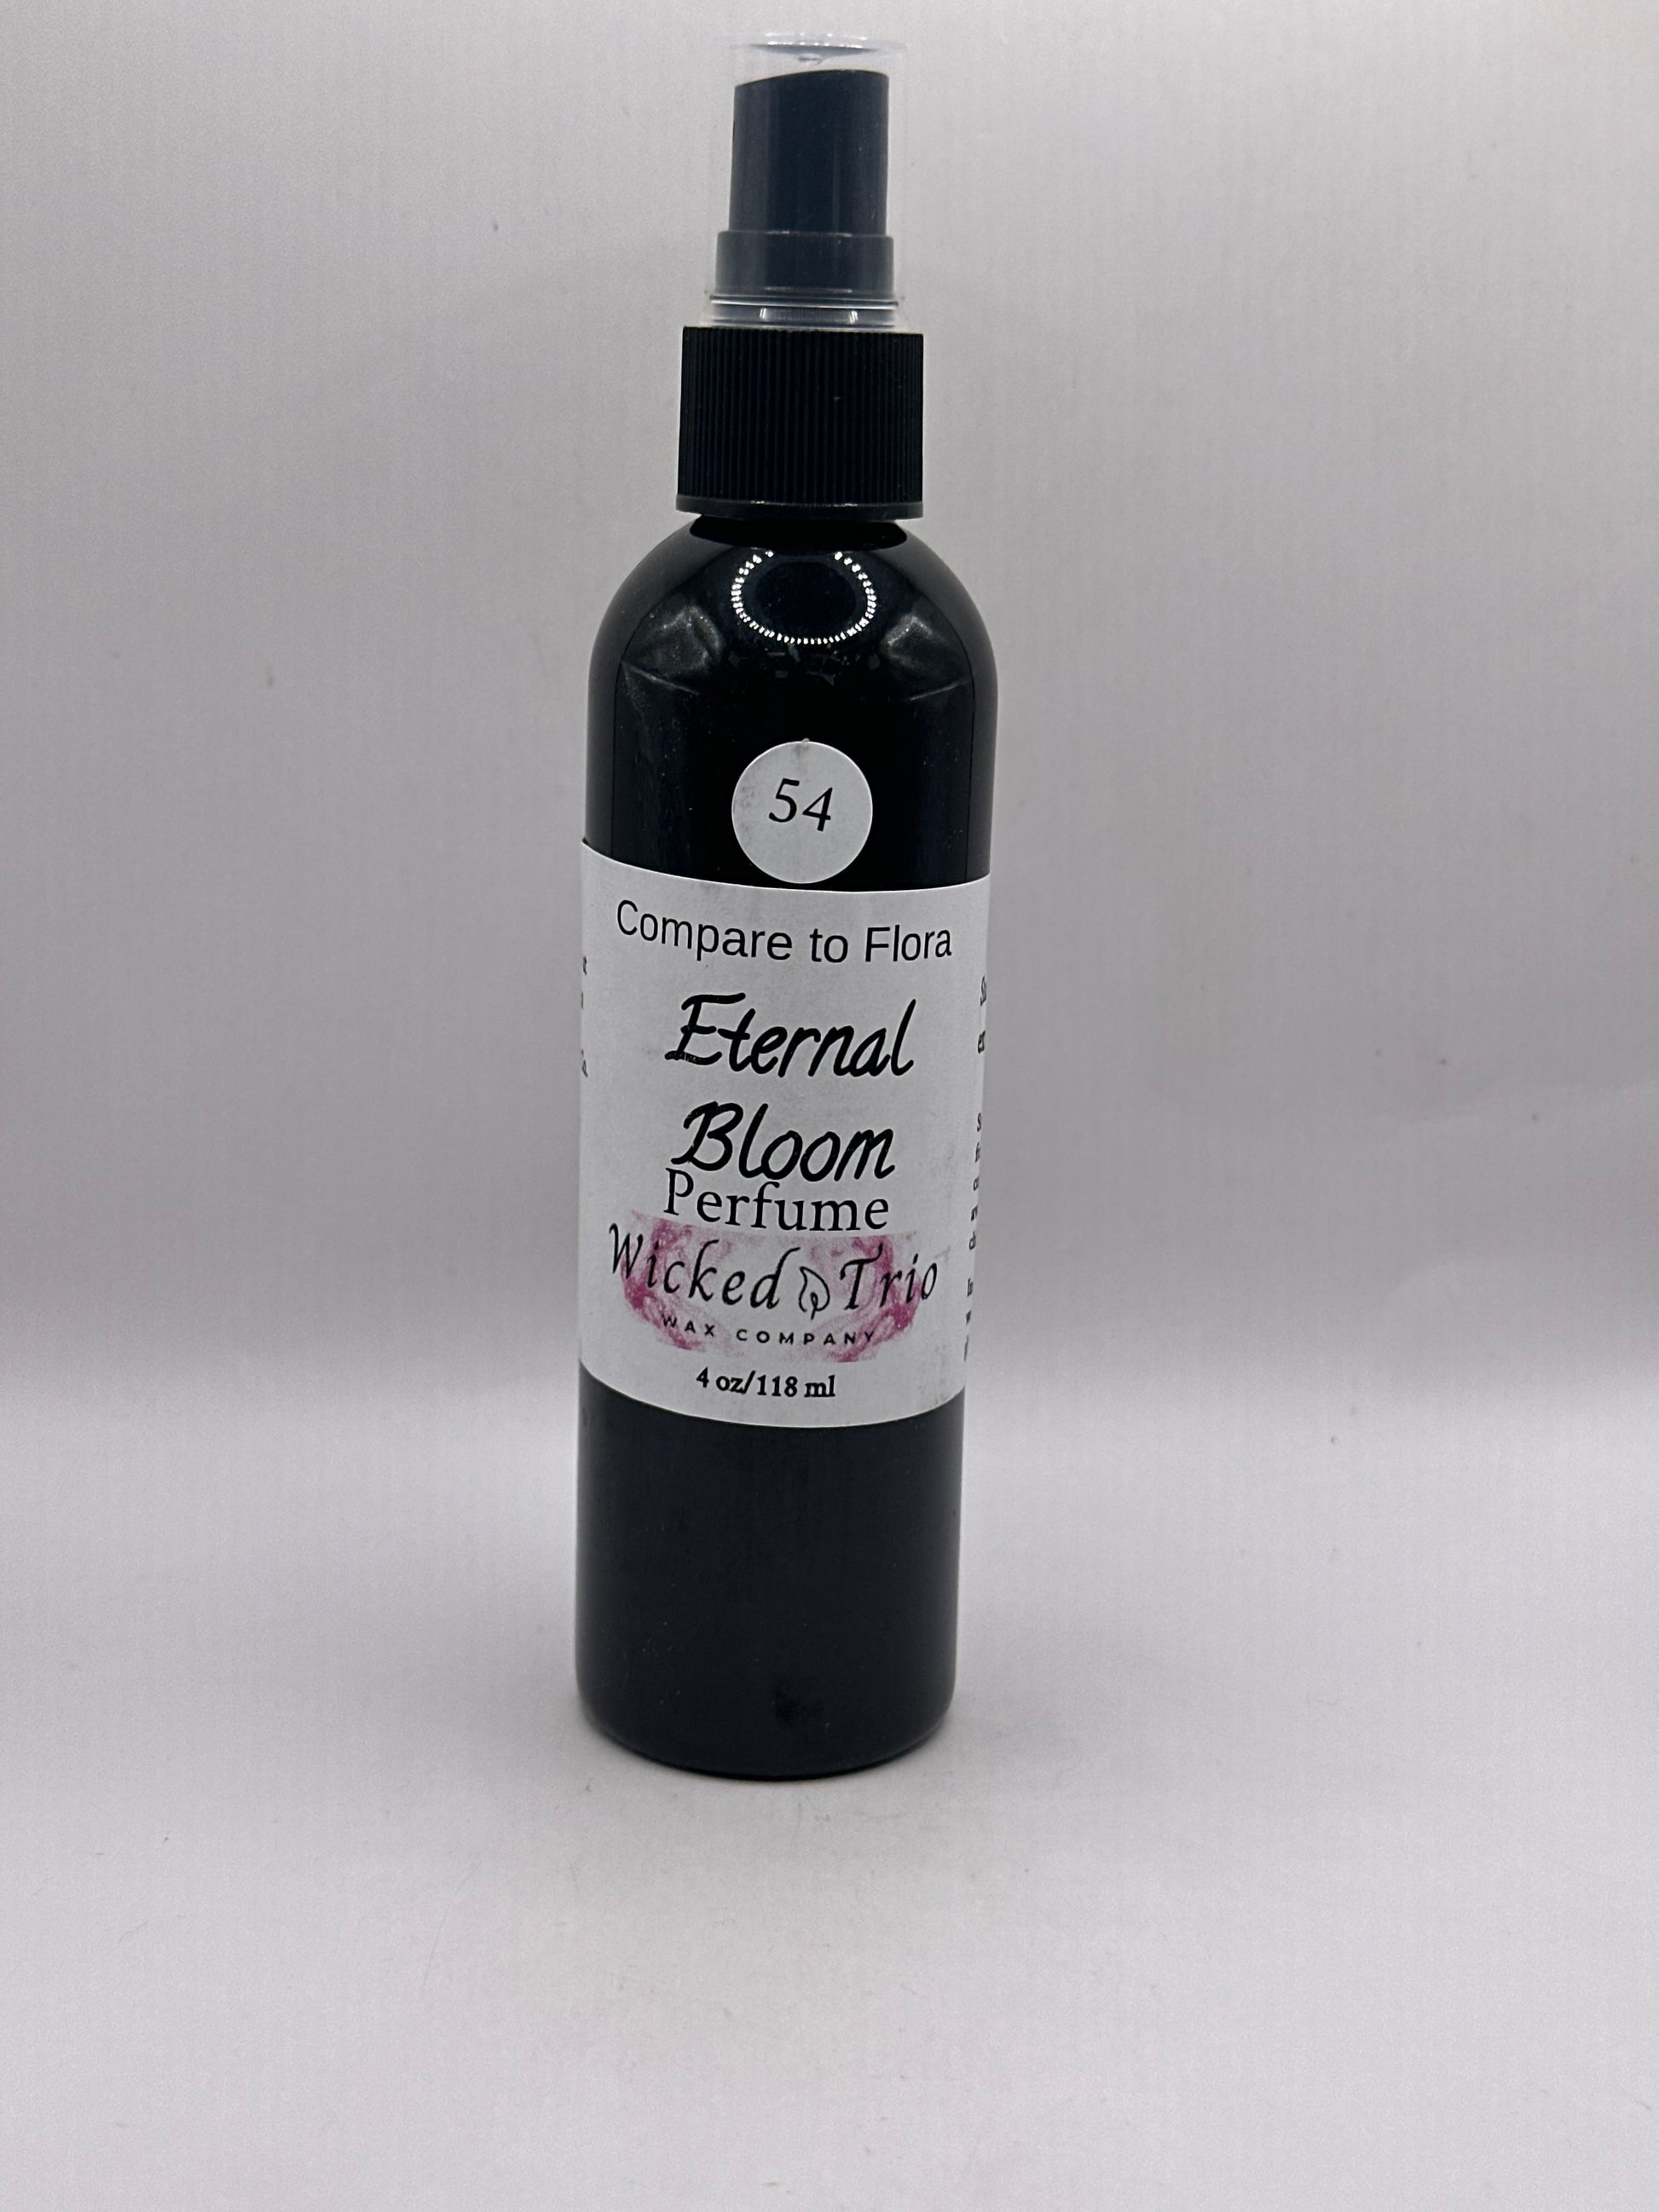 54
Compare to Flora
Eternal
Bloom
Perfume
Wicked Trio
WAX COMPANY
4 oz/118 ml